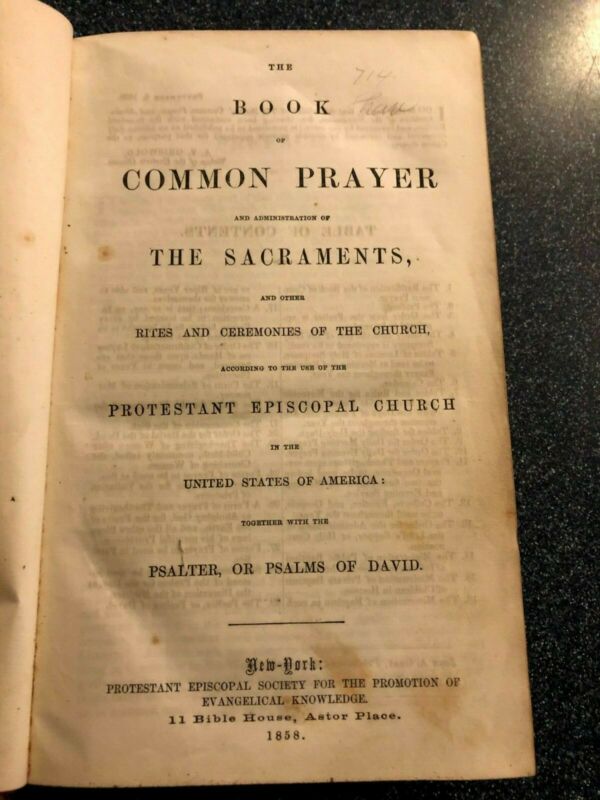 THE
714.
BOOK
OF
COMMON PRAYER
AND ADMINISTRATION OF
THE SACRAMENTS,
AND OTHER
RITES AND CEREMONIES OF THE CHURCH,
ACCORDING TO THE USE OF THE
PROTESTANT EPISCOPAL CHURCH
IN THE
UNITED STATES OF AMERICA:
TOGETHER WITH THE
PSALTER, OR PSALMS OF DAVID.
New-York:
PROTESTANT EPISCOPAL SOCIETY FOR THE PROMOTION OF
EVANGELICAL KNOWLEDGE.
11 Bible House, Astor Place.
1858.